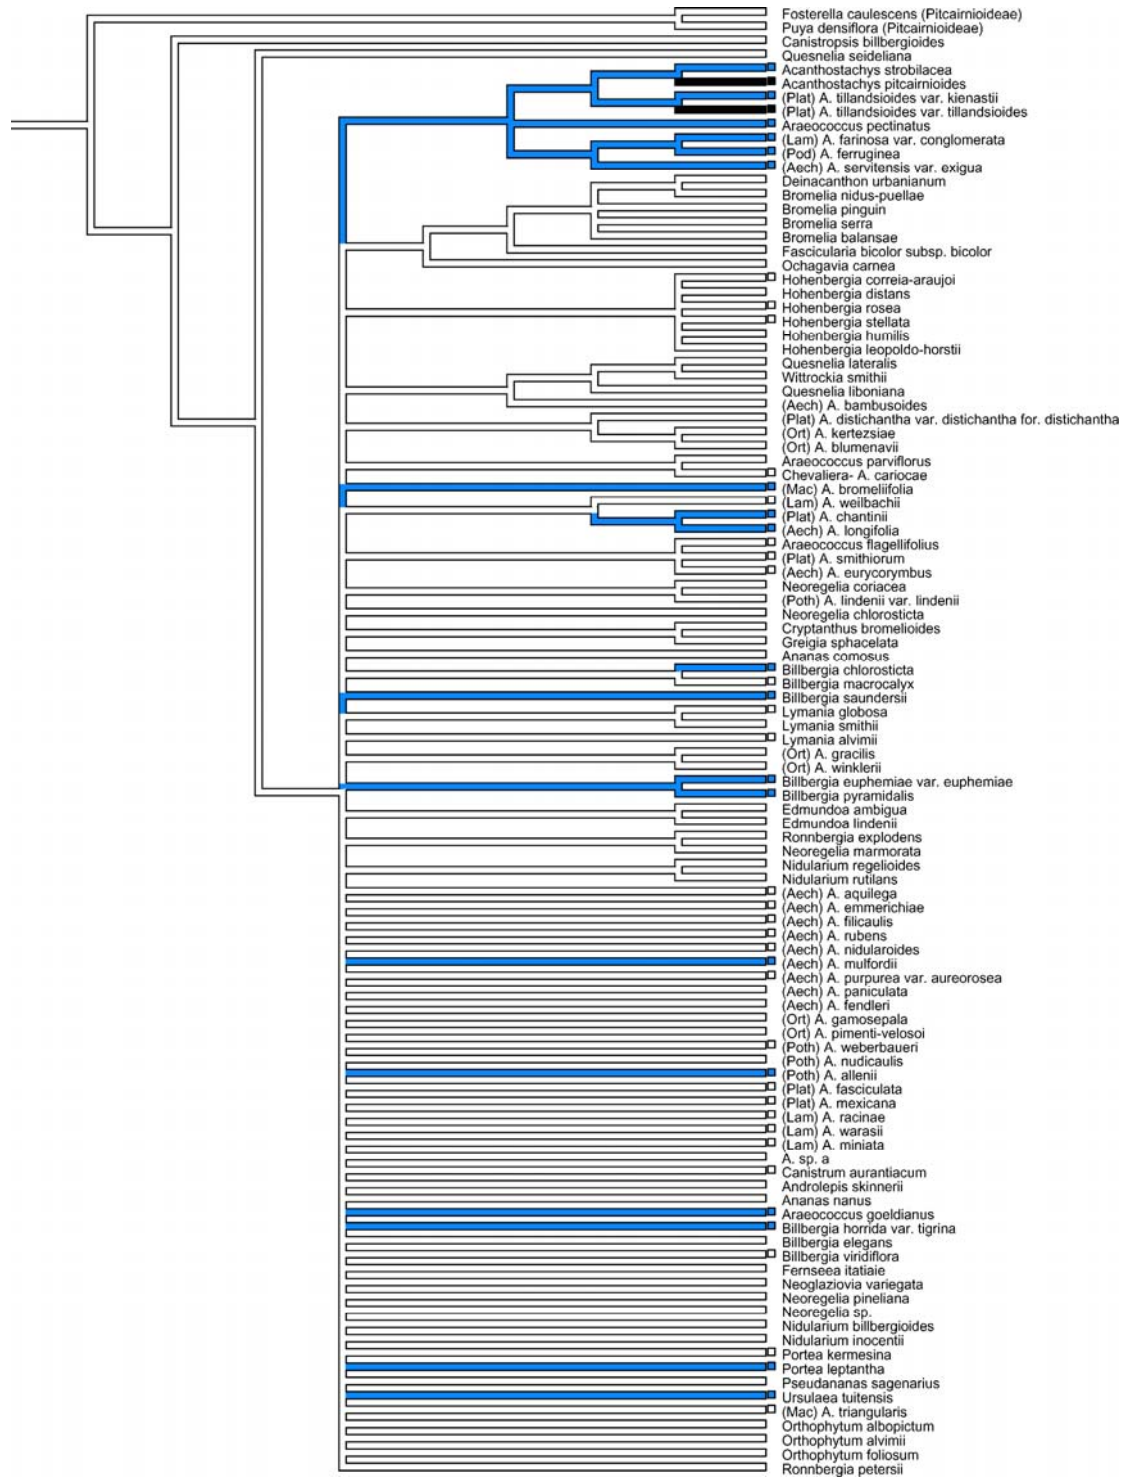 Fosterella caulescens (Pitcairnioideae)
Puya densiflora (Pitcairnioideae)
Canistropsis billbergioides
Quesnelia seideliana
Acanthostachys strobilacea
Acanthostachys pitcairnioides
(Plat) A. tillandsioides var. kienastii
(Plat) A. tillandsioides var. tillandsioides
Araeococcus pectinatus
(Lam) A. farinosa var. conglomerata
(Pod) A. ferruginea
(Aech) A. servitensis var. exigua
Deinacanthon urbanianum
Bromelia nidus-puellae
Bromelia pinguin
Bromelia serra
Bromelia balansae
Fascicularia bicolor subsp. bicolor
Ochagavia carnea
Hohenbergia correia-araujoi
Hohenbergia distans
Hohenbergia rosea
Hohenbergia stellata
Hohenbergia humilis
Hohenbergia leopoldo-horstii
Quesnelia lateralis
Wittrockia smithii
Quesnelia liboniana
(Aech) A. bambusoides
(Plat) A. distichantha var. distichantha for. distichantha
(Ort) A. kertezsiae
(Ort) A. blumenavii
Araeococcus parviflorus
Chevaliera- A. cariocae
(Mac) A. bromeliifolia
(Lam) A. weilbachii
(Plat) A. chantinii
(Aech) A. longifolia
Araeococcus flagellifolius
(Plat) A. smithiorum
(Aech) A. eurycorymbus
Neoregelia coriacea
(Poth) A. lindenii var. lindenii
Neoregelia chlorosticta
Cryptanthus bromelioides
Greigia sphacelata
Ananas comosus
Billbergia chlorosticta
Billbergia macrocalyx
Billbergia saundersii
Lymania globosa
Lymania smithii
Lymania alvimii
(Ort) A. gracilis
(Ort) A. winklerii
Billbergia euphemiae var. euphemiae
Billbergia pyramidalis
Edmundoa ambigua
Edmundoa lindenii
Ronnbergia explodens
Neoregelia marmorata
Nidularium regelioides
Nidularium rutilans
(Aech) A. aquilega
(Aech) A. emmerichiae
(Aech) A. filicaulis
(Aech) A. rubens
(Aech) A. nidularoides
(Aech) A. mulfordii
(Aech) A. purpurea var. aureorosea
(Aech) A. paniculata
(Aech) A. fendleri
(Ort) A. gamosepala
(Ort) A. pimenti-velosoi
(Poth) A. weberbaueri
(Poth) A. nudicaulis
(Poth) A. allenii
(Plat) A. fasciculata
(Plat) A. mexicana
(Lam) A. racinae
(Lam) A. warasii
(Lam) A. miniata
A. sp. a
Canistrum aurantiacum
Androlepis skinnerii
Ananas nanus
Araeococcus goeldianus
Billbergia horrida var. tigrina
Billbergia elegans
Billbergia viridiflora
Fernseea itatiaie
Neoglaziovia variegata
Neoregelia pineliana
Neoregelia sp.
Nidularium billbergioides
Nidularium inocentii
Portea kermesina
Portea leptantha
Pseudananas sagenarius
Ursulaea tuitensis
(Mac) A. triangularis
Orthophytum albopictum
Orthophytum alvimii
Orthophytum foliosum
Ronnbergia petersii